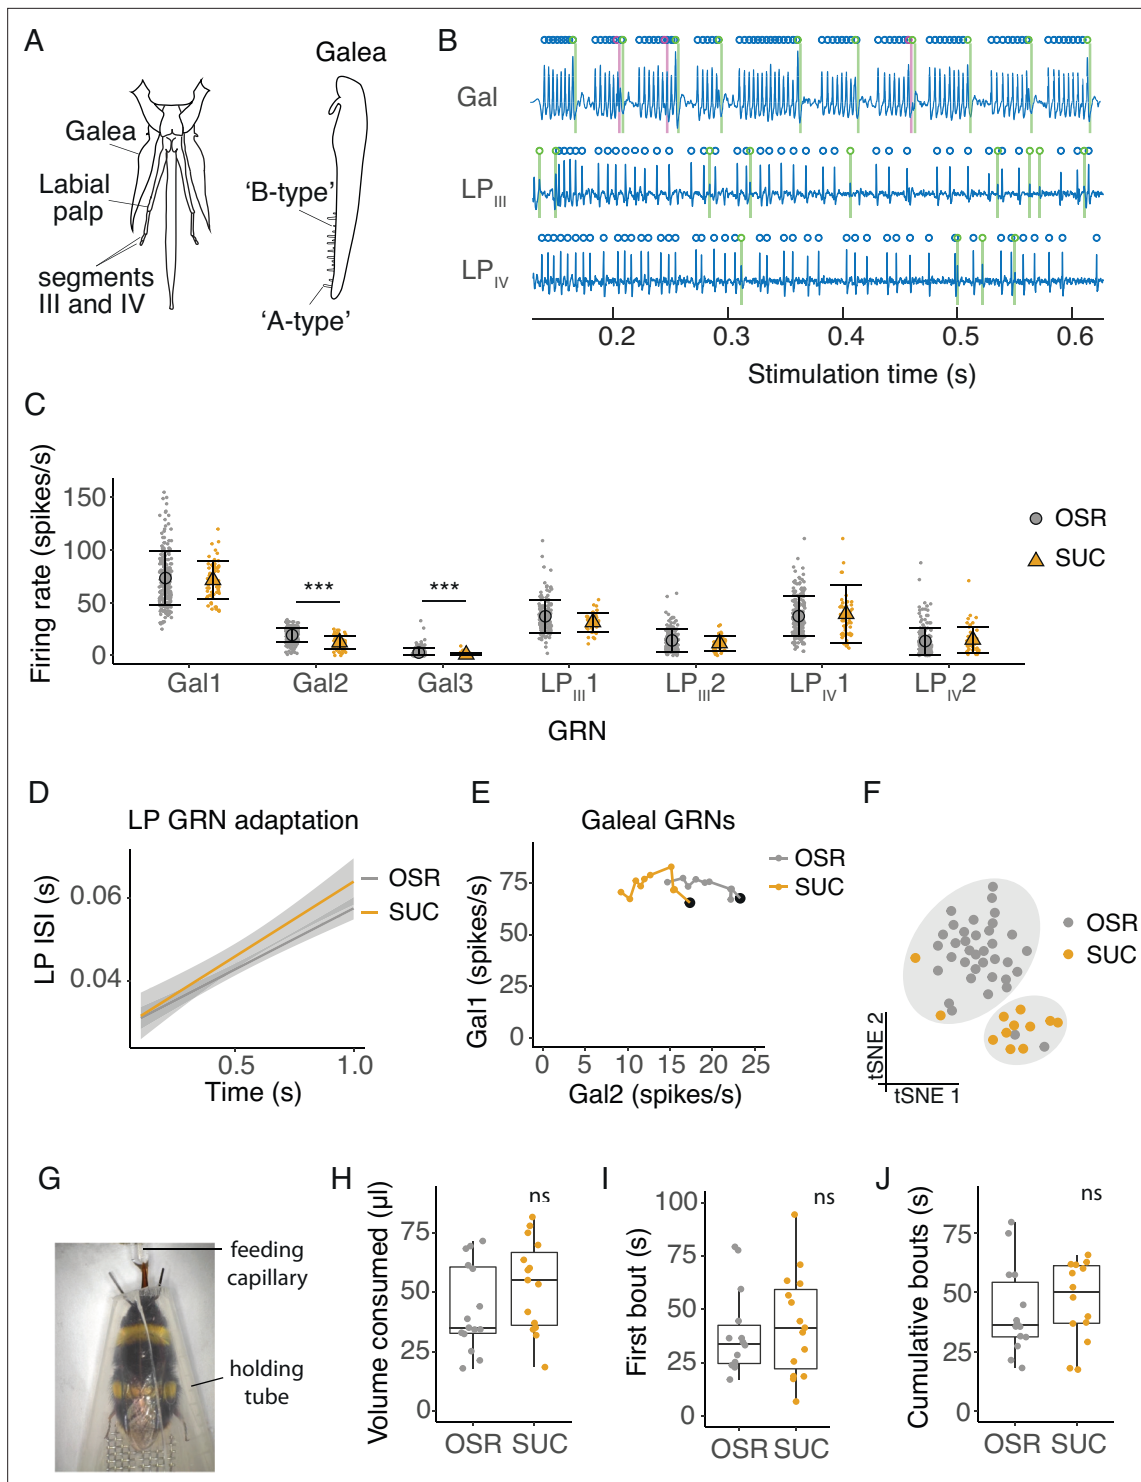 A
Galea
Galea
Labial
palp
segments
III and IV
'B-type'
'A-type'
B
Gal
LPIII
LPIV
0.2 0.3 0.4 0.5 0.6
Stimulation time (s)
C
Firing rate (spikes/s)
150
100
50
0
*** ***
OSR
SUC
Gal1 Gal2 Gal3 LPIII1 LPIII2 LPIV1 LPIV2
GRN
D
LP GRN adaptation
LP ISI (s)
0.06
0.04
OSR
SUC
0.5 1.0
Time (s)
E
Galeal GRNs
Gal1 (spikes/s)
75
50
25
0
OSR
SUC
0 5 10 15 20 25
Gal2 (spikes/s)
F
OSR
SUC
tSNE 2
tSNE 1
G
feeding
capillary
holding
tube
H
Volume consumed (µl)
ns
75
50
25
0
OSR SUC
I
First bout (s)
ns
100
75
50
25
0
OSR SUC
J
Cumulative bouts (s)
ns
75
50
25
0
OSR SUC